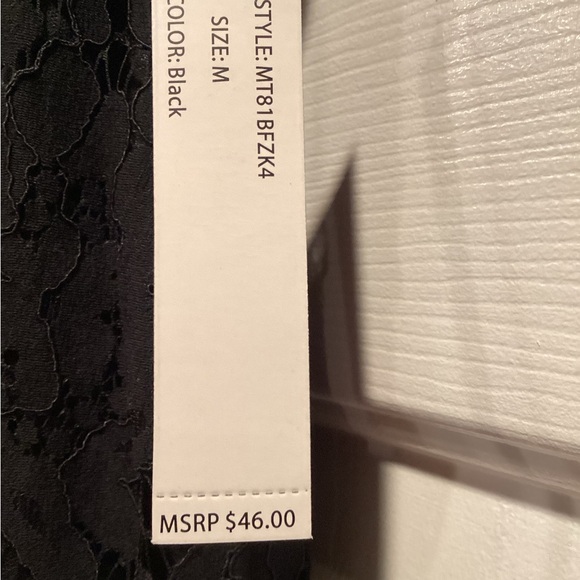 STYLE: MT81BFZK4
SIZE: M
COLOR: Black
MSRP $46.00